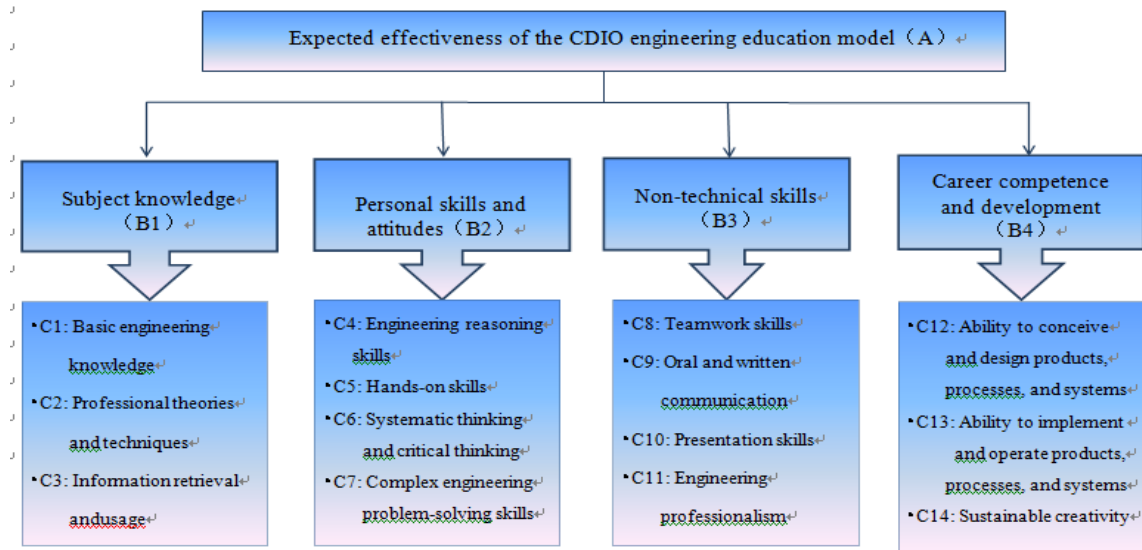 Expected effectiveness of the CDIO engineering education model（A）
Subject knowledge
（B1）
Personal skills and
attitudes（B2）
Non-technical skills
（B3）
Career competence
and development
（B4）
•C1: Basic engineering
knowledge
•C2: Professional theories
and techniques
•C3: Information retrieval
andusage
•C4: Engineering reasoning
skills
•C5: Hands-on skills
•C6: Systematic thinking
and critical thinking
•C7: Complex engineering
problem-solving skills
•C8: Teamwork skills
•C9: Oral and written
communication
•C10: Presentation skills
•C11: Engineering
professionalism
•C12: Ability to conceive
and design products,
processes, and systems
•C13: Ability to implement
and operate products,
processes, and systems
•C14: Sustainable creativity